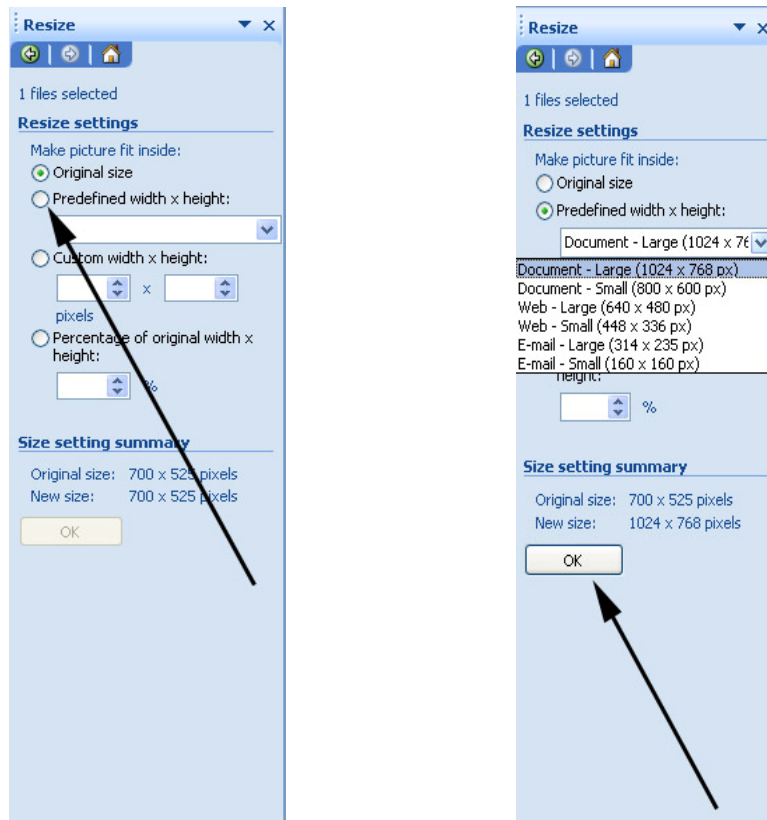 Resize
1 files selected
Resize settings
Make picture fit inside:
Original size
Predefined width x height:
Custom width x height:
x
pixels
Percentage of original width x
height:
%
Size setting summary
Original size: 700 x 525 pixels
New size: 700 x 525 pixels
OK
Resize
1 files selected
Resize settings
Make picture fit inside:
Original size
Predefined width x height:
Document - Large (1024 x 76
Document - Large (1024 x 768 px)
Document - Small (800 x 600 px)
Web - Large (640 x 480 px)
Web - Small (448 x 336 px)
E-mail - Large (314 x 235 px)
E-mail - Small (160 x 160 px)
height:
%
Size setting summary
Original size: 700 x 525 pixels
New size: 1024 x 768 pixels
OK